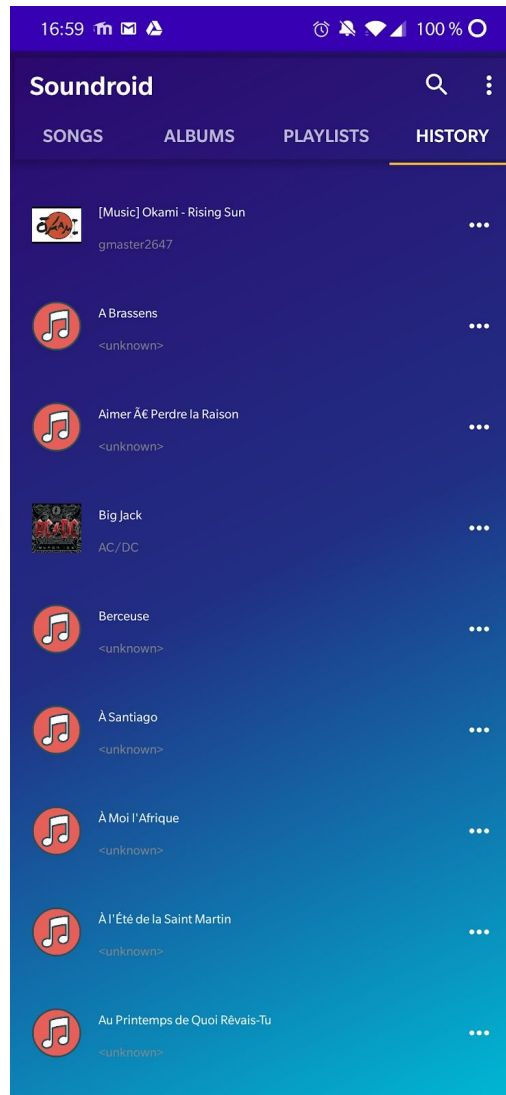 16:59 100 %
Soundroid
SONGS ALBUMS PLAYLISTS HISTORY
[Music] Okami - Rising Sun
gmaster2647
A Brassens
<unknown>
Aimer Ã€ Perdre la Raison
<unknown>
AC/DC
Big Jack
AC/DC
Berceuse
<unknown>
À Santiago
<unknown>
À Moi l'Afrique
<unknown>
À l'Été de la Saint Martin
<unknown>
Au Printemps de Quoi Rêvais-Tu
<unknown>